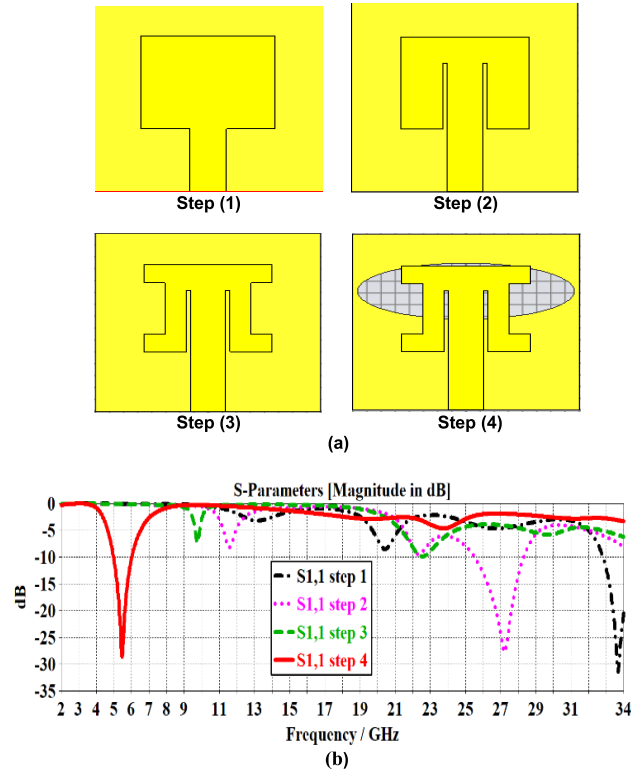 Step (1)
Step (2)
Step (3)
Step (4)
(a)
S-Parameters [Magnitude in dB]
0
-5
-10
-15
-20
-25
-30
-35
dB
S1,1 step 1
S1,1 step 2
S1,1 step 3
S1,1 step 4
2 3 4 5 6 7 9 11 13 15 17 19 21 23 25 27 29 31 34
Frequency / GHz
(b)